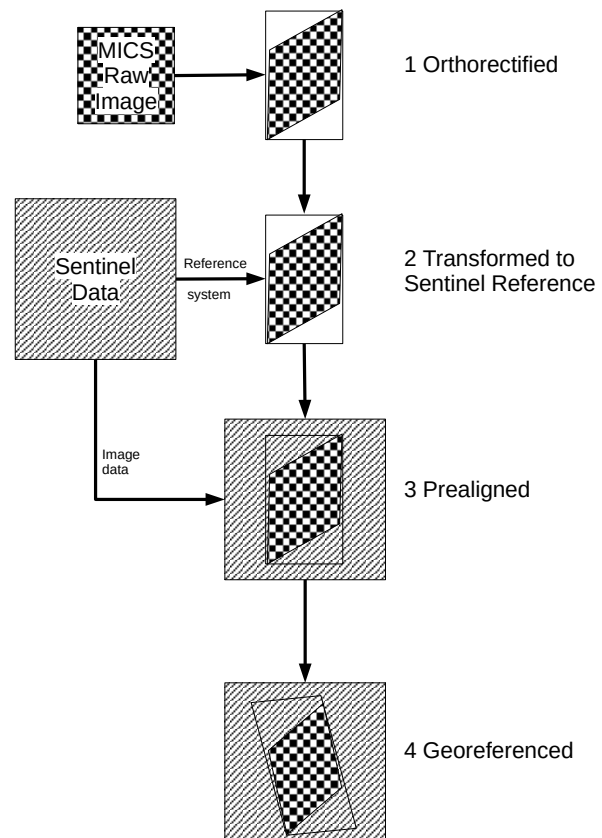 MICS
Raw
Image
1 Orthorectified
Sentinel
Data
Reference
system
2 Transformed to
Sentinel Reference
Image
data
3 Prealigned
4 Georeferenced